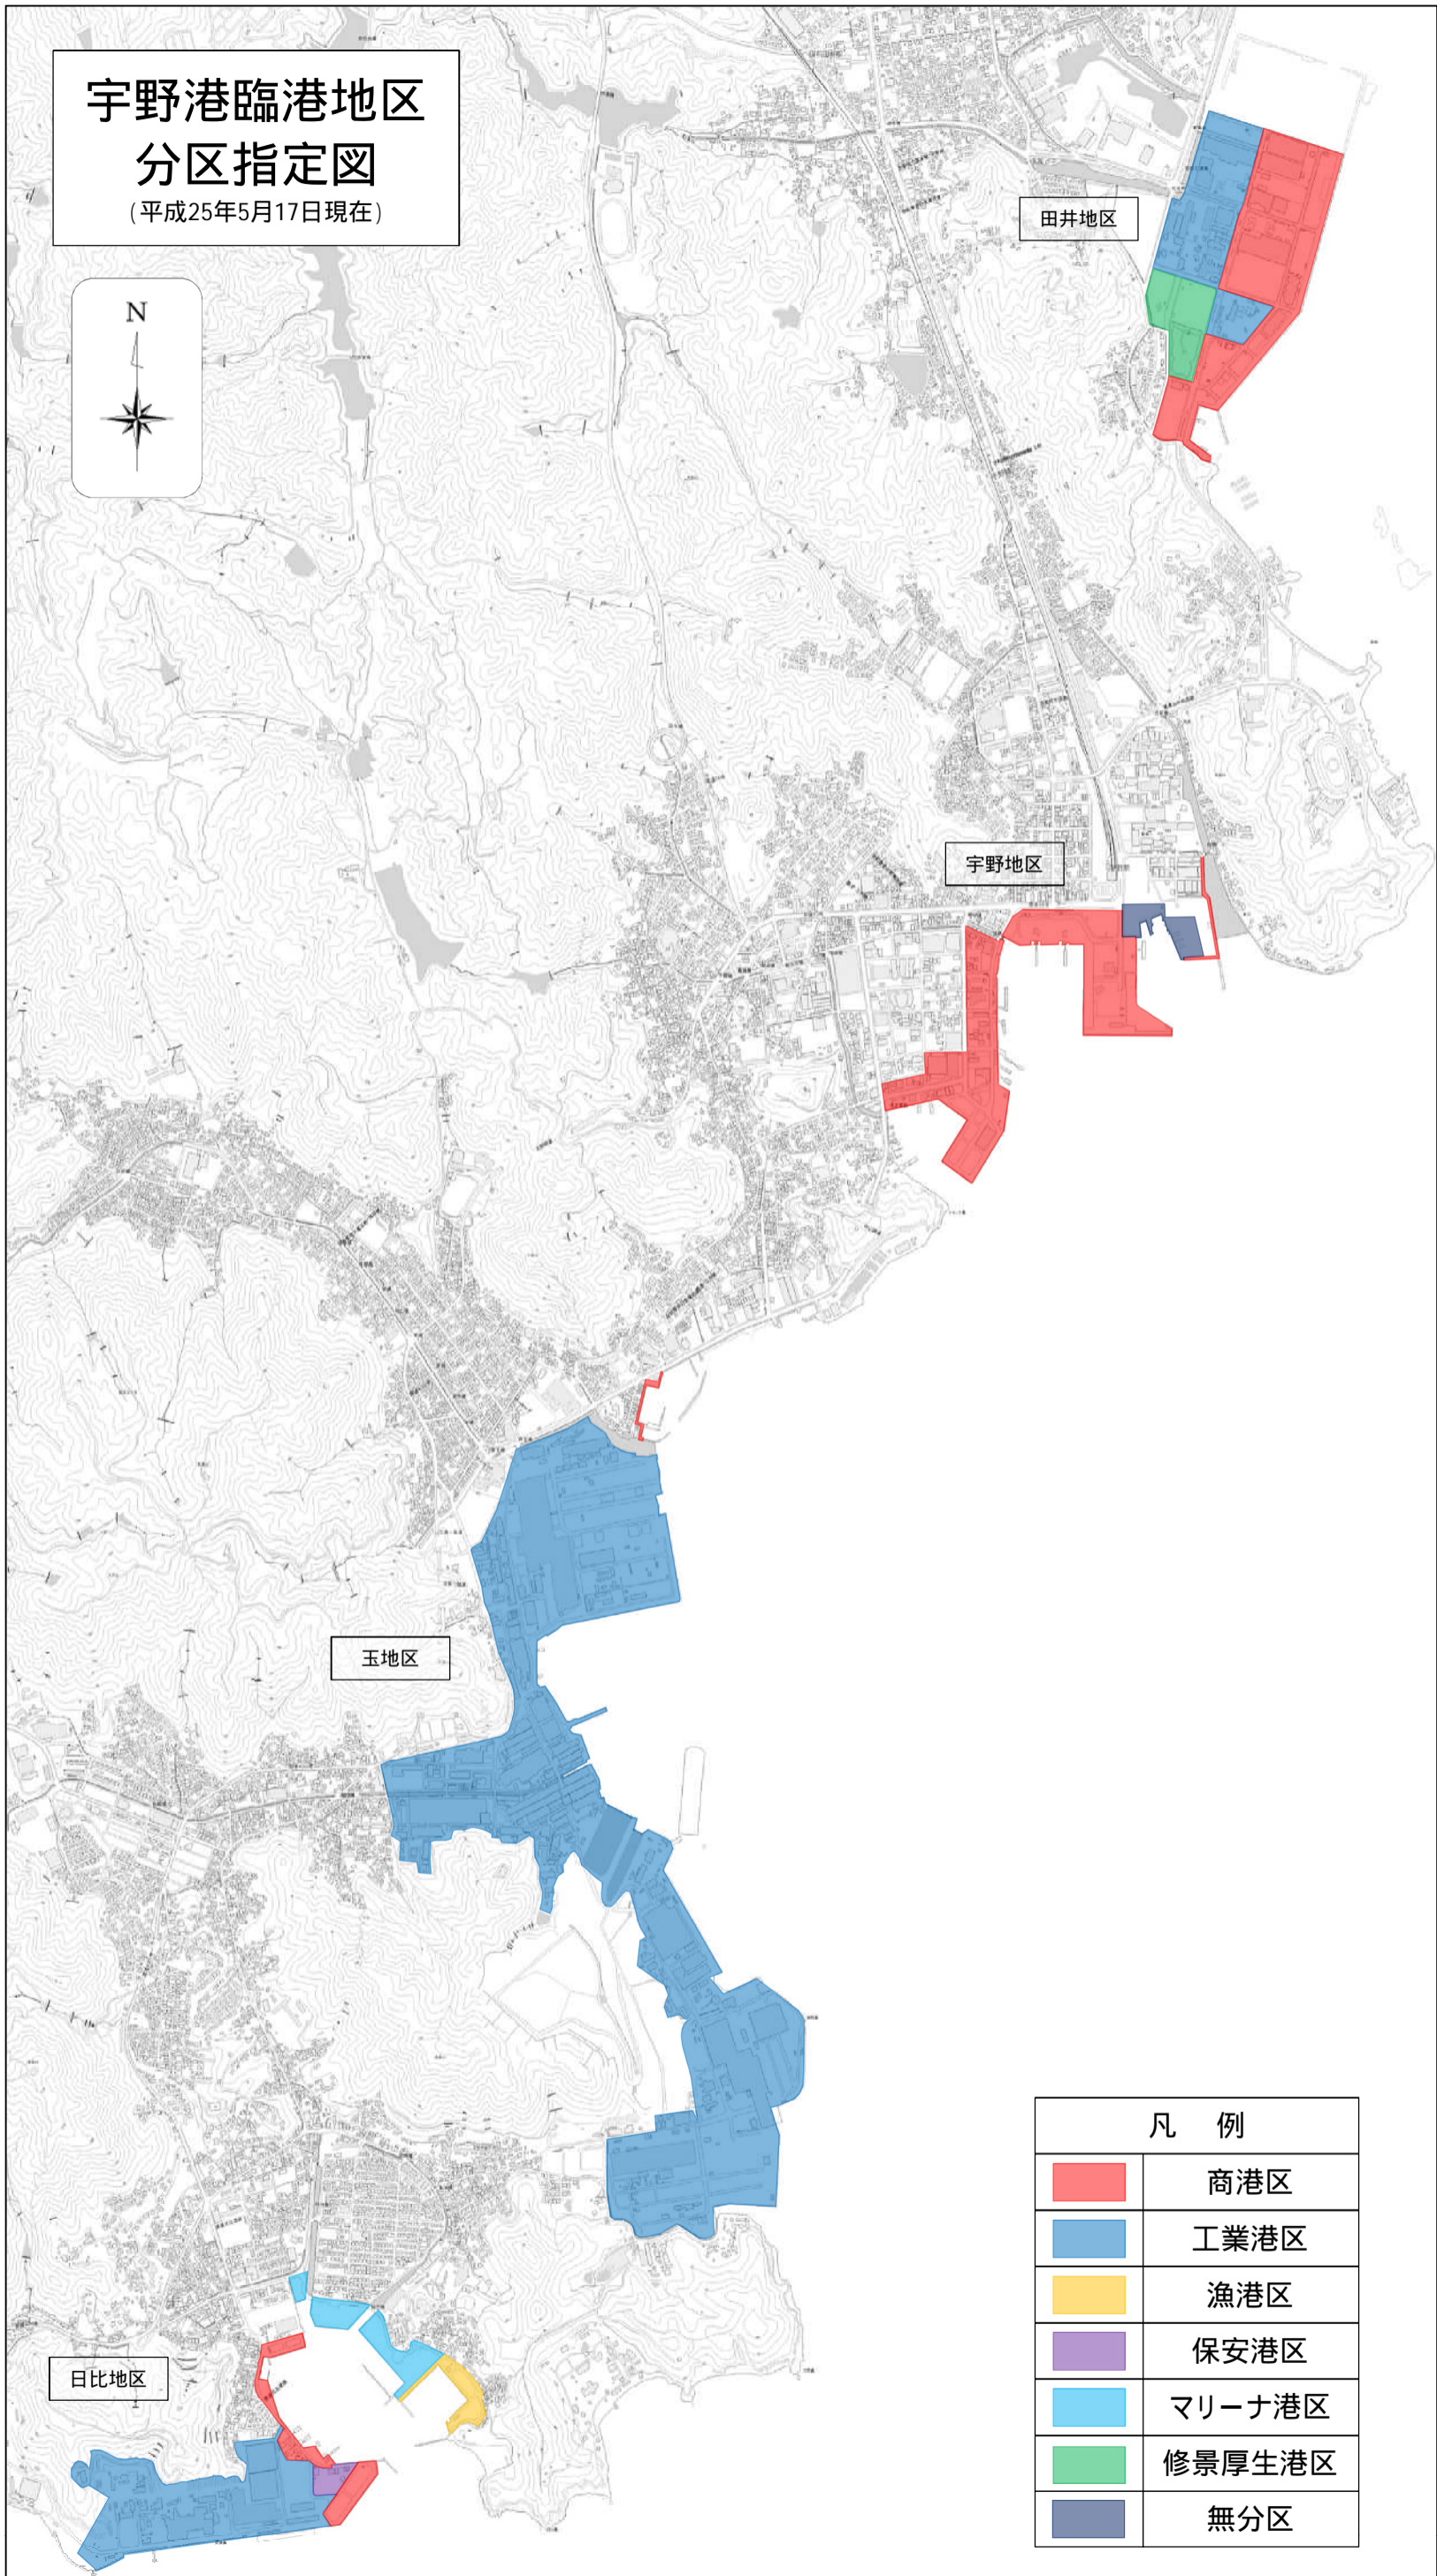 宇野港臨港地区
分区指定図
(平成25年5月17日現在)
N
田井地区
宇野地区
玉地区
日比地区
凡 例
商港区
工業港区
漁港区
保安港区
マリーナ港区
修景厚生港区
無分区